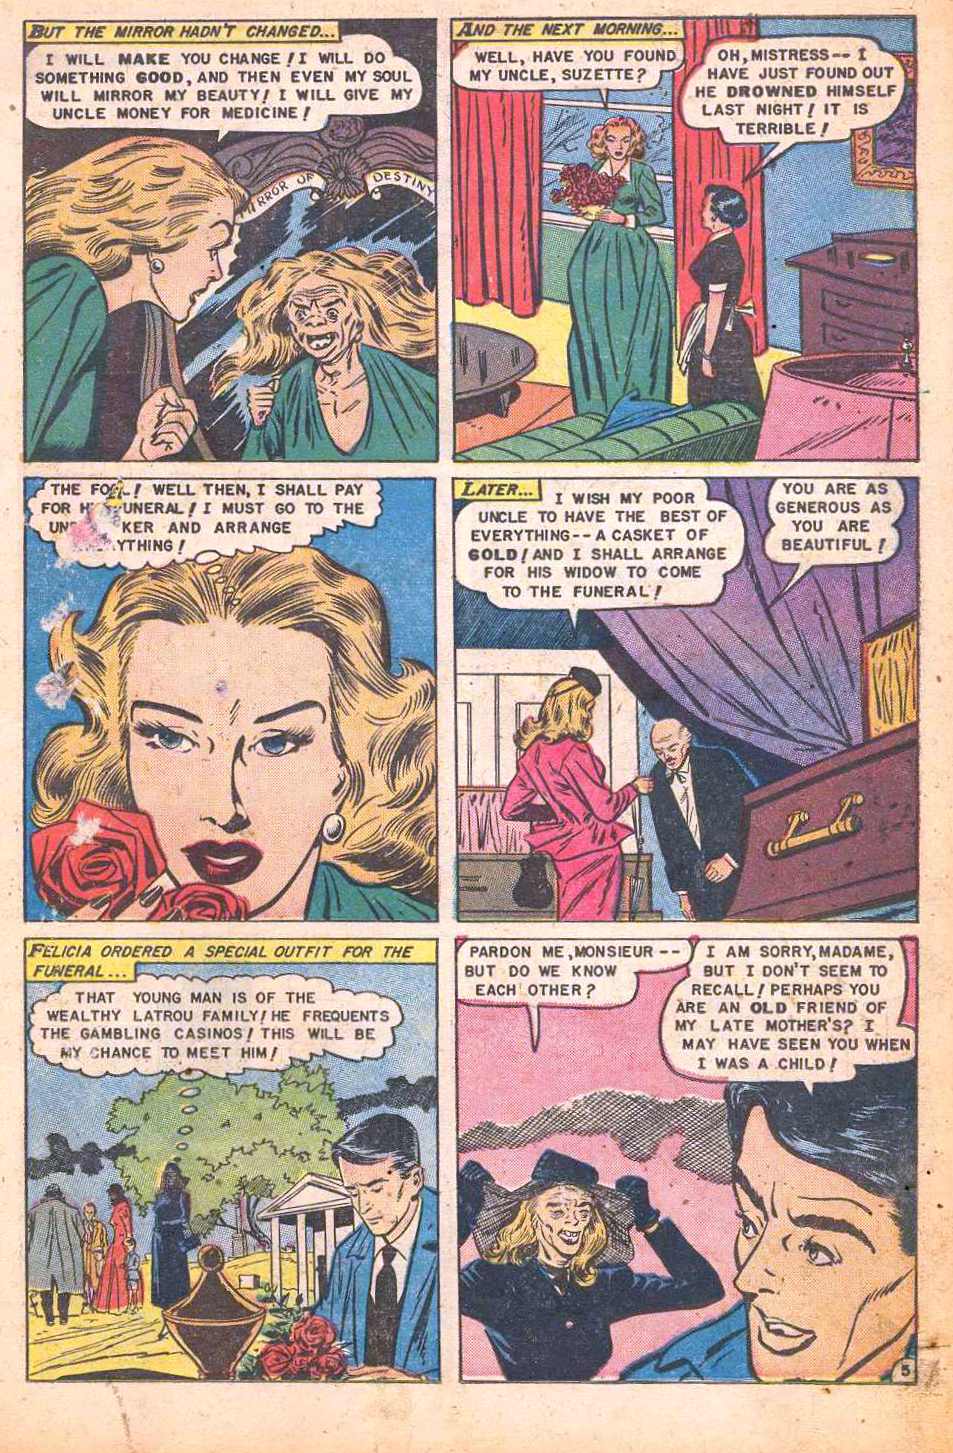 BUT THE MIRROR HADN'T CHANGED...
I WILL MAKE YOU CHANGE! I WILL DO
SOMETHING GOOD, AND THEN EVEN MY SOUL
WILL MIRROR MY BEAUTY! I WILL GIVE MY
UNCLE MONEY FOR MEDICINE!
MIRROR OF DESTINY
AND THE NEXT MORNING...
WELL, HAVE YOU FOUND
MY UNCLE, SUZETTE?
OH, MISTRESS-- I
HAVE JUST FOUND OUT
HE DROWNED HIMSELF
LAST NIGHT! IT IS
TERRIBLE!
THE FOOL! WELL THEN, I SHALL PAY
FOR FUNERAL! I MUST GO TO THE
AND ARRANGE
LATER...
I WISH MY POOR
UNCLE TO HAVE THE BEST OF
EVERYTHING-- A CASKET OF
GOLD! AND I SHALL ARRANGE
FOR HIS WIDOW TO COME
TO THE FUNERAL!
YOU ARE AS
GENEROUS AS
YOU ARE
BEAUTIFUL!
FELICIA ORDERED A SPECIAL OUTFIT FOR THE
FUNERAL...
THAT YOUNG MAN IS OF THE
WEALTHY LATROU FAMILY! HE FREQUENTS
THE GAMBLING CASINOS! THIS WILL BE
MY CHANCE TO MEET HIM!
PARDON ME, MONSIEUR --
BUT DO WE KNOW
EACH OTHER?
I AM SORRY, MADAME,
BUT I DON'T SEEM TO
RECALL! PERHAPS YOU
ARE AN OLD FRIEND OF
MY LATE MOTHER'S? I
MAY HAVE SEEN YOU WHEN
I WAS A CHILD!
5